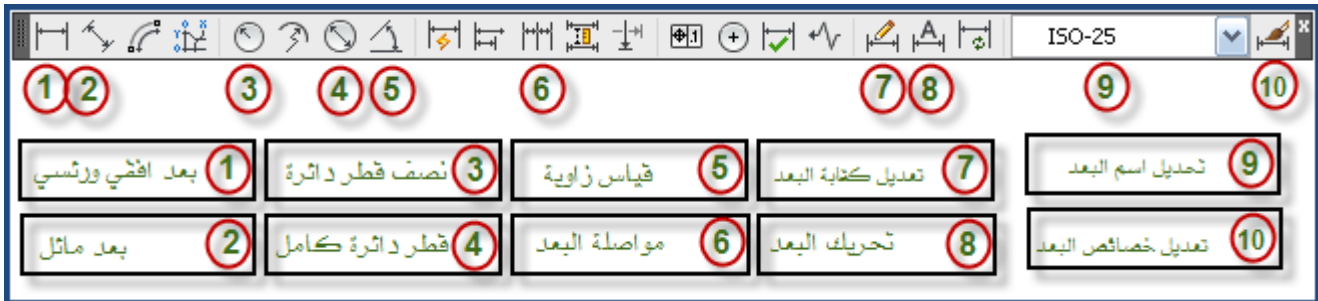 ISO-25
1 2 3 4 5 6 7 8 9 10
بعد افقي ورئسي 1
نصف قطر دائرة 3
قياس زاوية 5
تعديل كتابة البعد 7
تحديل اسم البعد 9
بعد مائل 2
قطر دائرة كامل 4
مواصلة البعد 6
تحريك البعد 8
تعديل خصائص البعد 10